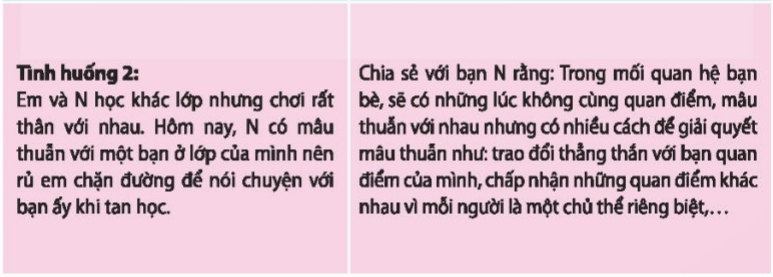 Tình huống 2:
Em và N học khác lớp nhưng chơi rất
thân với nhau. Hôm nay, N có mâu
thuẫn với một bạn ở lớp của mình nên
rủ em chặn đường để nói chuyện với
bạn ấy khi tan học.
Chia sẻ với bạn N rằng: Trong mối quan hệ bạn
bè, sẽ có những lúc không cùng quan điểm, mâu
thuẫn với nhau nhưng có nhiều cách để giải quyết
mâu thuẫn như: trao đổi thẳng thắn với bạn quan
điểm của mình, chấp nhận những quan điểm khác
nhau vì mỗi người là một chủ thể riêng biệt,...